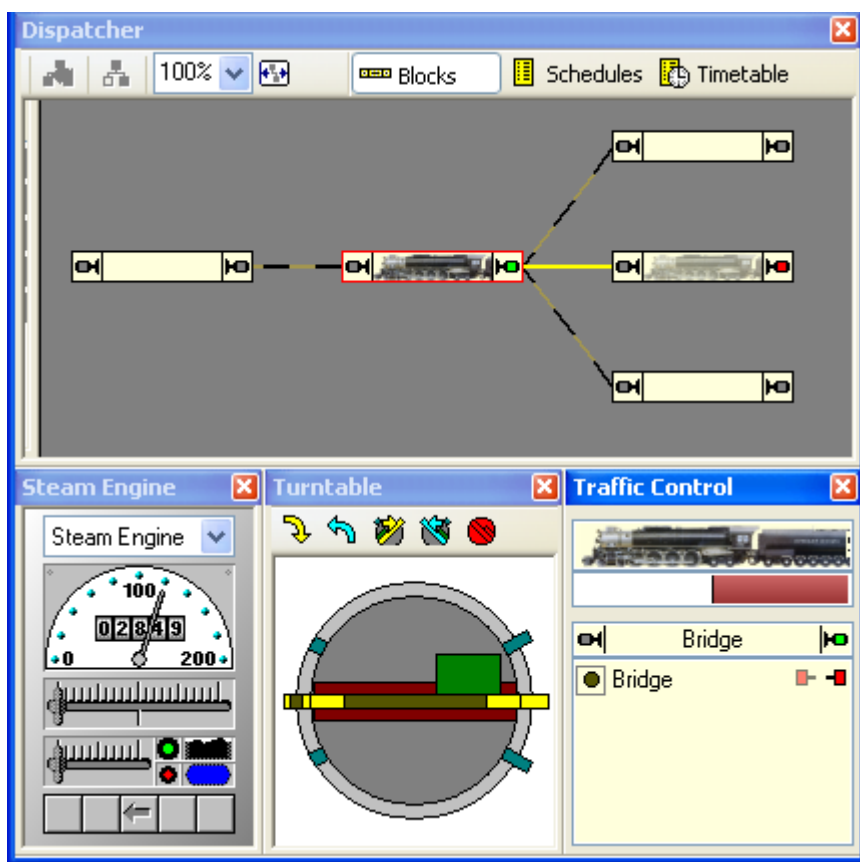 Dispatcher
100% Blocks Schedules Timetable
Steam Engine Turntable Traffic Control
Steam Engine
100
02849
0 200
Bridge
Bridge